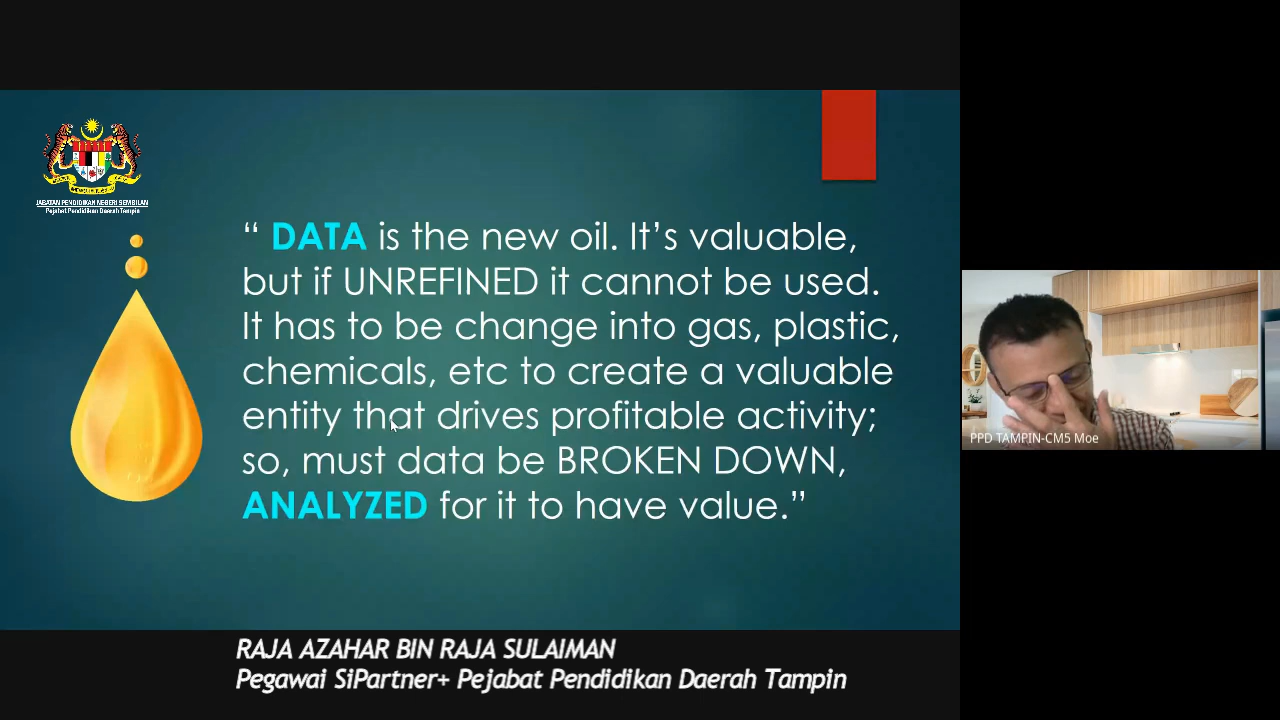 JABATAN PENDIDIKAN NEGERI SEMBILAN
Pejabat Pendidikan Daerah Tampin
“ DATA is the new oil. It’s valuable,
but if UNREFINED it cannot be used.
It has to be change into gas, plastic,
chemicals, etc to create a valuable
entity that drives profitable activity;
so, must data be BROKEN DOWN,
ANALYZED for it to have value.”
PPD TAMPIN-CM5 Moe
RAJA AZAHAR BIN RAJA SULAIMAN
Pegawai SiPartner+ Pejabat Pendidikan Daerah Tampin